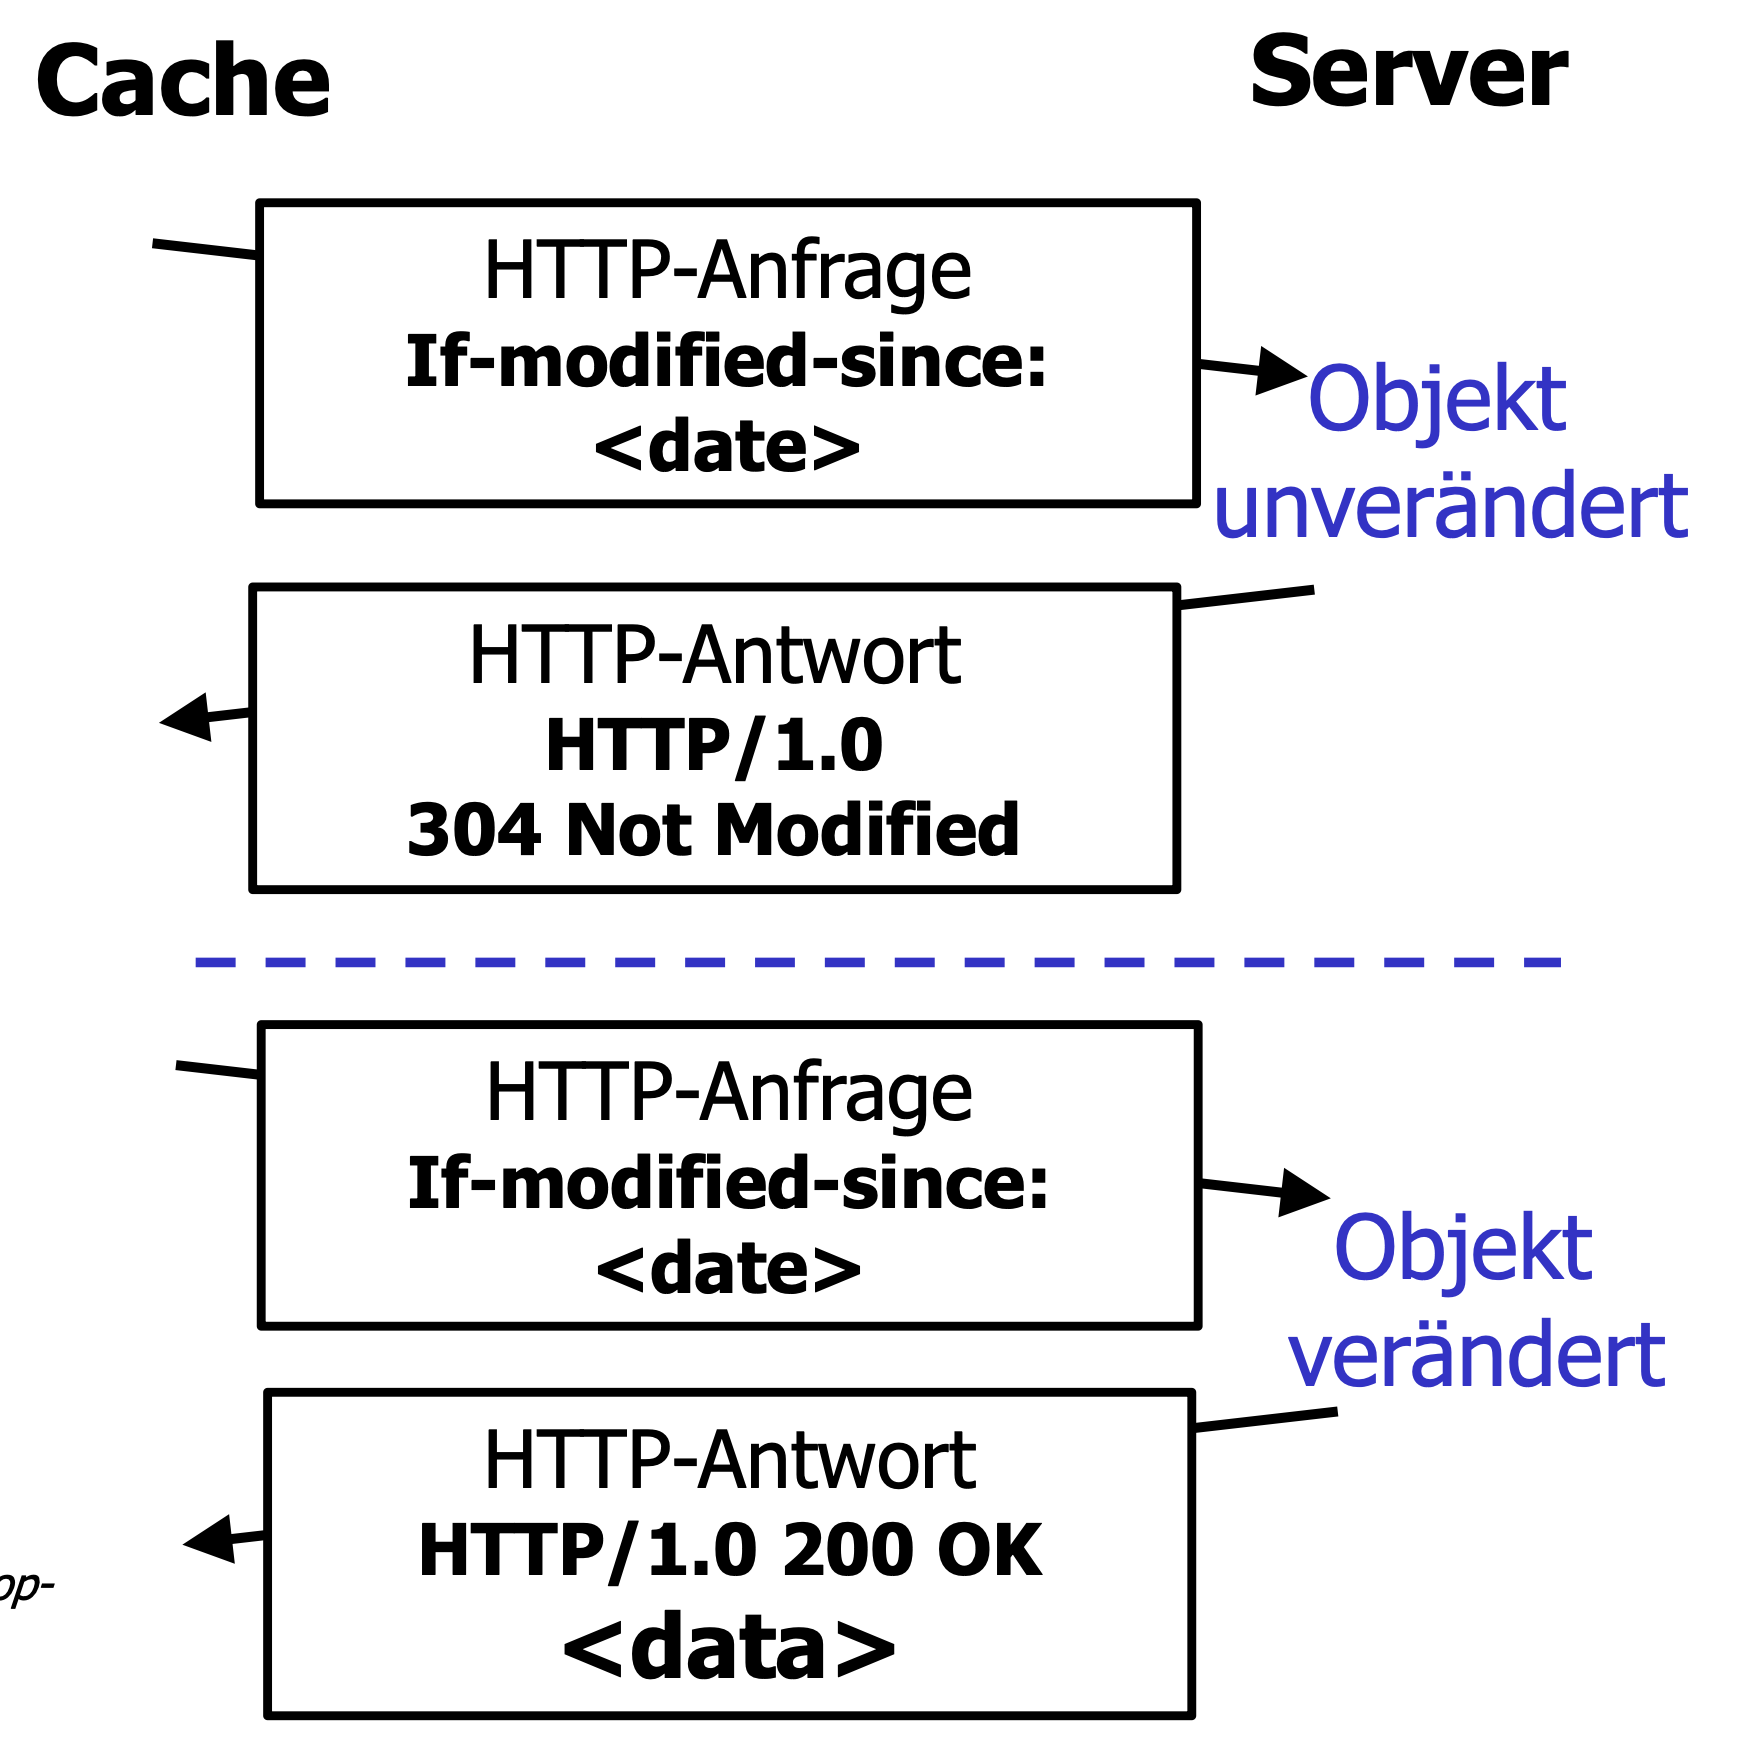 Cache
Server
HTTP-Anfrage
If-modified-since:
<date>
Objekt
unverändert
HTTP-Antwort
HTTP/1.0
304 Not Modified
HTTP-Anfrage
If-modified-since:
<date>
Objekt
verändert
HTTP-Antwort
HTTP/1.0 200 OK
<data>